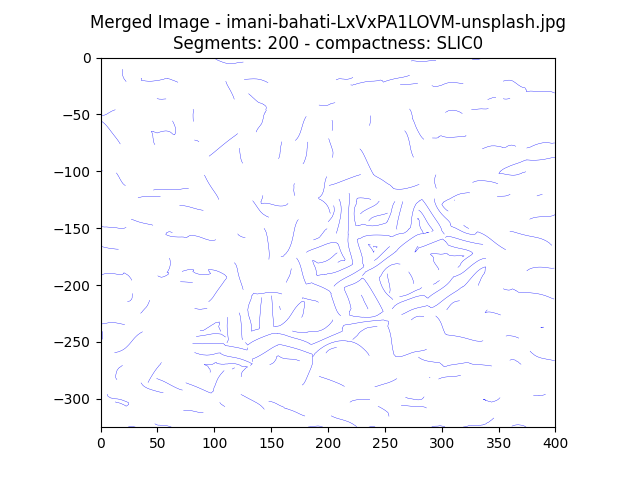 Merged Image - imani-bahati-LxVxPA1LOVM-unsplash.jpg
Segments: 200 - compactness: SLIC0
0
−50
−100
−150
−200
−250
−300
0 50 100 150 200 250 300 350 400